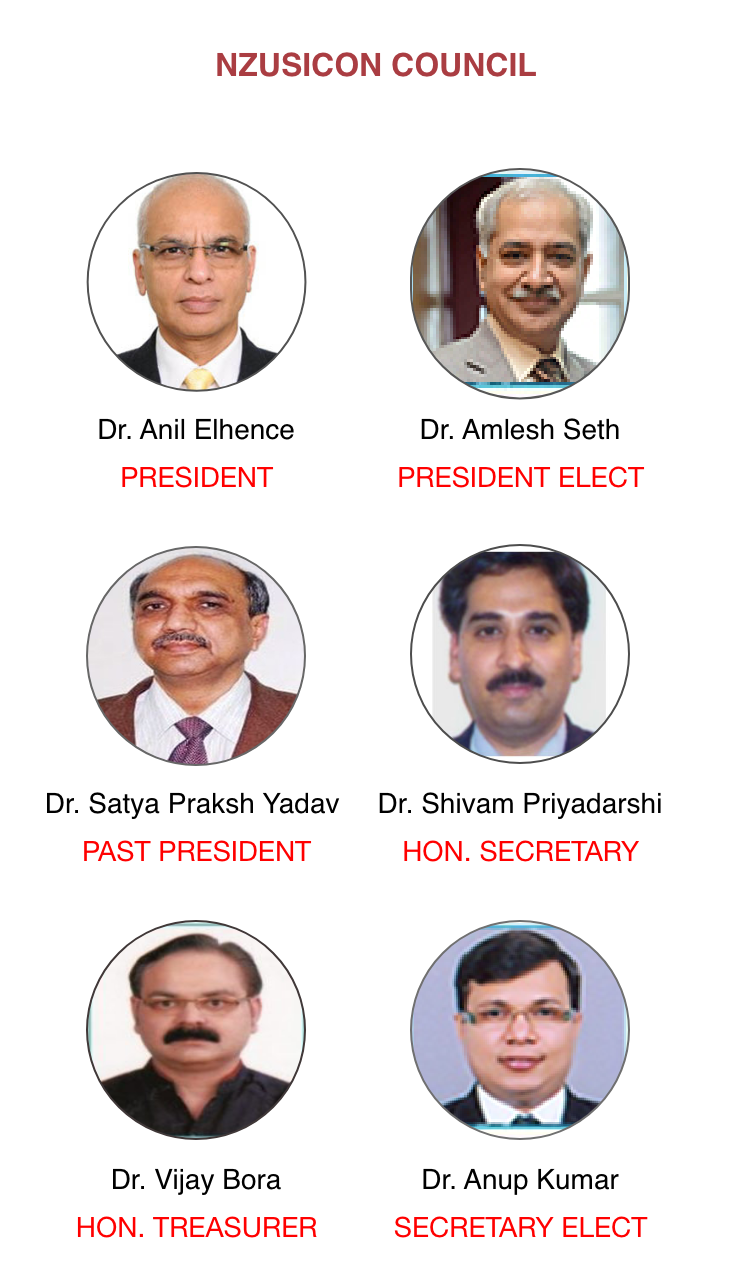 NZUSICON COUNCIL
Dr. Anil Elhence
PRESIDENT
Dr. Amlesh Seth
PRESIDENT ELECT
Dr. Satya Praksh Yadav
PAST PRESIDENT
Dr. Shivam Priyadarshi
HON. SECRETARY
Dr. Vijay Bora
HON. TREASURER
Dr. Anup Kumar
SECRETARY ELECT